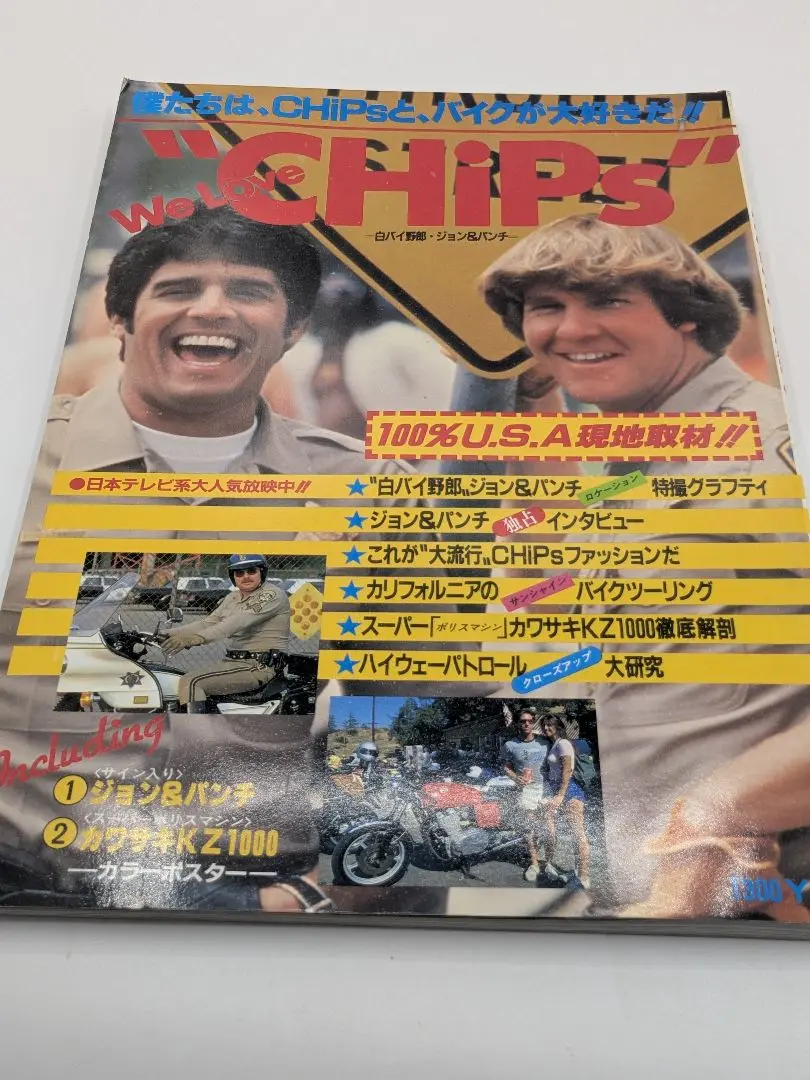 僕たちは、CHiPsと、バイクが大好きだ!!
We Love
"CHiPs"
—白バイ野郎・ジョン&パンチ—
100%U.S.A現地取材!!
●日本テレビ系大人気放映中!!
★"白バイ野郎"ジョン&パンチ ロケーション 特撮グラフティ
★ジョン&パンチ 独占 インタビュー
★これが"大流行"CHiPsファッションだ
★カリフォルニアの サンシャイン バイクツーリング
★スーパー「ポリスマシン」カワサキKZ1000徹底解剖
★ハイウェーパトロール クローズアップ 大研究
Including
〈サイン入り〉
①ジョン&パンチ
〈スーパーポリスマシン〉
②カワサキKZ1000
—カラーポスター—
1300Y